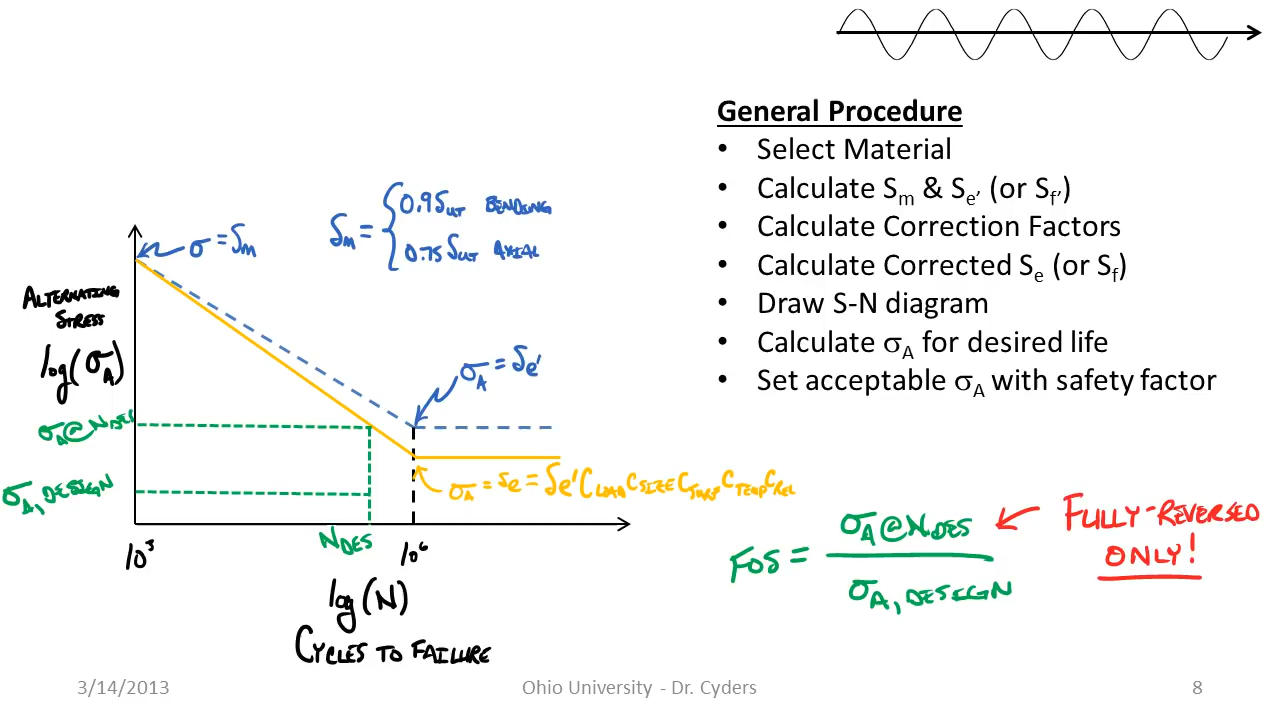 General Procedure
• Select Material
• Calculate Sm & Se′ (or Sf′)
• Calculate Correction Factors
• Calculate Corrected Se (or Sf)
• Draw S-N diagram
• Calculate σA for desired life
• Set acceptable σA with safety factor
Sm = { 0.9 Sut BENDING
0.75 Sut AXIAL
σ = Sm
ALTERNATING
STRESS
log(σA)
σA = Se'
σA@NDES
σA, DESIGN
σA = Se = Se' CLOAD CSIZE CSURF CTEMP CREL
NDES
10³
10⁶
log(N)
CYCLES TO FAILURE
FOS = σA@NDES
σA, DESIGN
FULLY-REVERSED
ONLY!
3/14/2013
Ohio University - Dr. Cyders
8